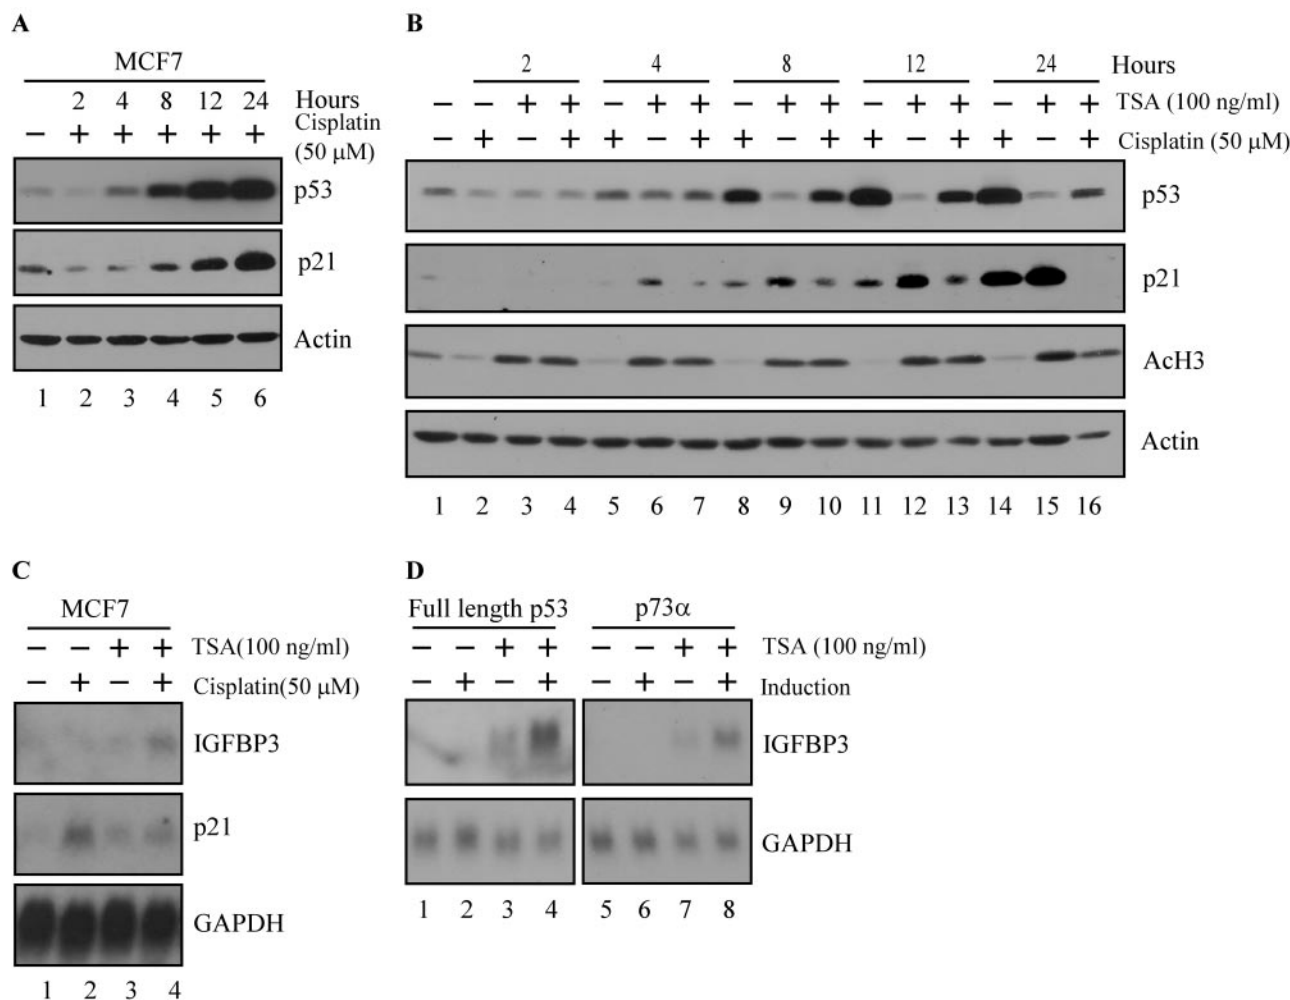 A
MCF7
2 4 8 12 24 Hours
− + + + + + Cisplatin (50 μM)
p53
p21
Actin
1 2 3 4 5 6
B
2 4 8 12 24 Hours
− − + + − + + − + + − + + − + + TSA (100 ng/ml)
− + − + + − + + − + + − + + − + Cisplatin (50 μM)
p53
p21
AcH3
Actin
1 2 3 4 5 6 7 8 9 10 11 12 13 14 15 16
C
MCF7
− − + + TSA(100 ng/ml)
− + − + Cisplatin(50 μM)
IGFBP3
p21
GAPDH
1 2 3 4
D
Full length p53 p73α
− − + + − − + + TSA (100 ng/ml)
− + − + − + − + Induction
IGFBP3
GAPDH
1 2 3 4 5 6 7 8